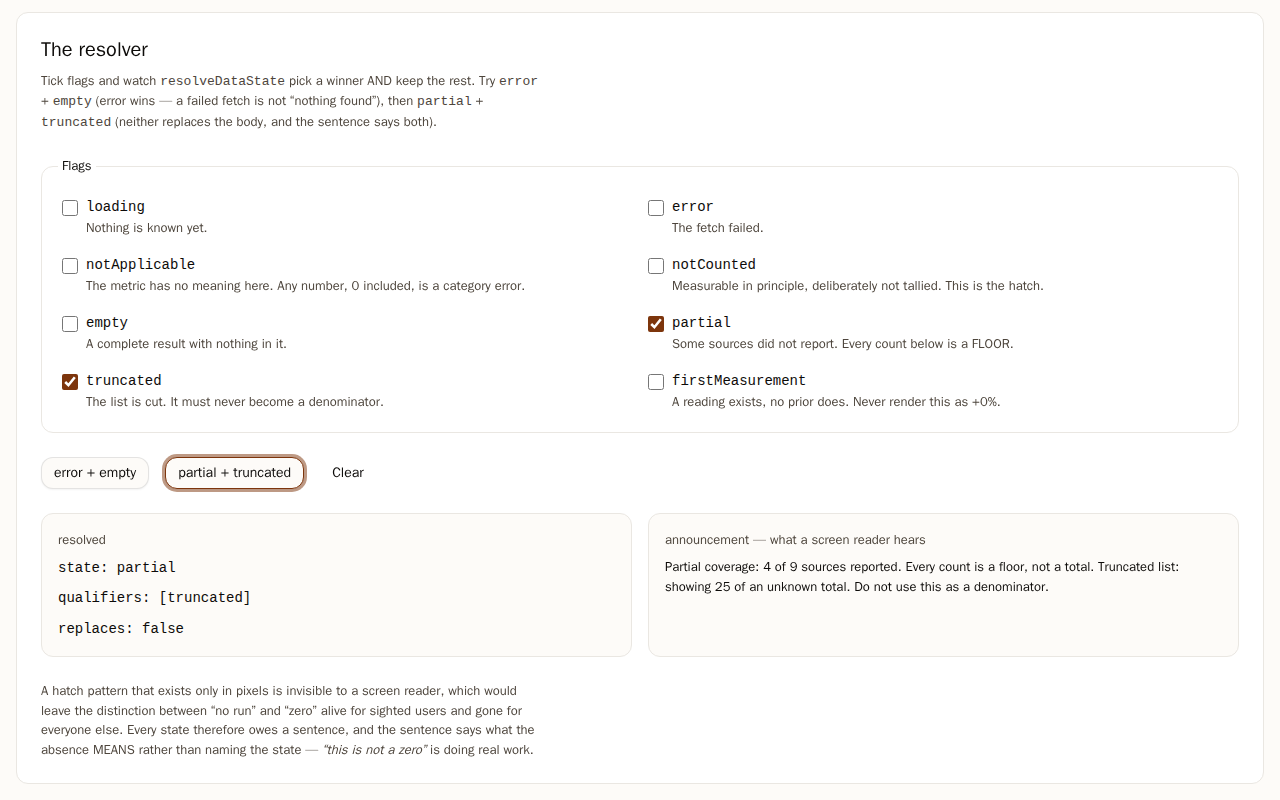 The resolver
Tick flags and watch resolveDataState pick a winner AND keep the rest. Try error
+ empty (error wins — a failed fetch is not “nothing found”), then partial +
truncated (neither replaces the body, and the sentence says both).
Flags
loading
Nothing is known yet.
error
The fetch failed.
notApplicable
The metric has no meaning here. Any number, 0 included, is a category error.
notCounted
Measurable in principle, deliberately not tallied. This is the hatch.
empty
A complete result with nothing in it.
partial
Some sources did not report. Every count below is a FLOOR.
truncated
The list is cut. It must never become a denominator.
firstMeasurement
A reading exists, no prior does. Never render this as +0%.
error + empty
partial + truncated
Clear
resolved
state: partial
qualifiers: [truncated]
replaces: false
announcement — what a screen reader hears
Partial coverage: 4 of 9 sources reported. Every count is a floor, not a total. Truncated list:
showing 25 of an unknown total. Do not use this as a denominator.
A hatch pattern that exists only in pixels is invisible to a screen reader, which would
leave the distinction between “no run” and “zero” alive for sighted users and gone for
everyone else. Every state therefore owes a sentence, and the sentence says what the
absence MEANS rather than naming the state — “this is not a zero” is doing real work.